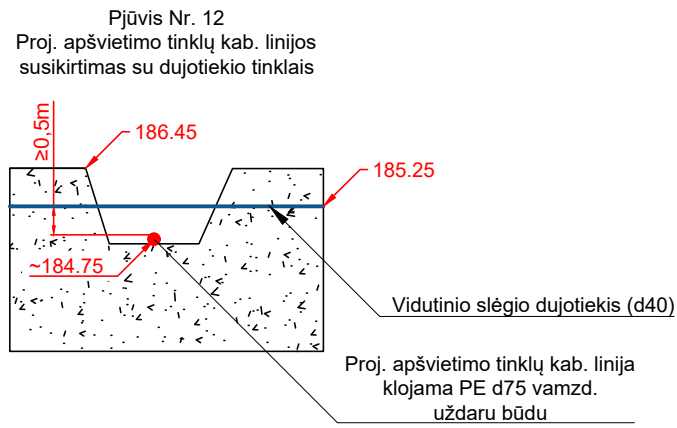 Pjūvis Nr. 12
Proj. apšvietimo tinklų kab. linijos
susikirtimas su dujotiekio tinklais
≥0,5m
186.45
185.25
~184.75
Vidutinio slėgio dujotiekis (d40)
Proj. apšvietimo tinklų kab. linija
klojama PE d75 vamzd.
uždaru būdu